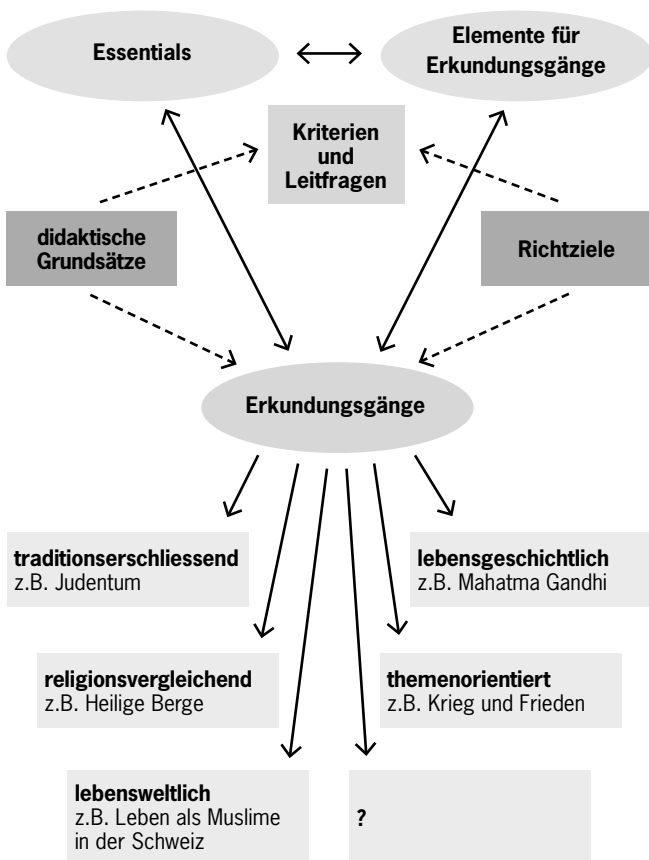 Essentials
Elemente für
Erkundungsgänge
Kriterien
und
Leitfragen
didaktische
Grundsätze
Richtziele
Erkundungsgänge
traditionserschliessend
z.B. Judentum
lebensgeschichtlich
z.B. Mahatma Gandhi
religionsvergleichend
z.B. Heilige Berge
themenorientiert
z.B. Krieg und Frieden
lebensweltlich
z.B. Leben als Muslime
in der Schweiz
?